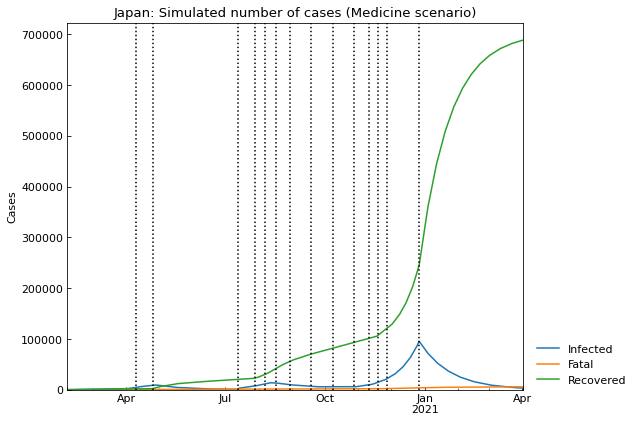 Japan: Simulated number of cases (Medicine scenario)
700000
600000
500000
400000
300000
200000
100000
0
Cases
Apr
Jul
Oct
Jan
2021
Apr
Infected
Fatal
Recovered